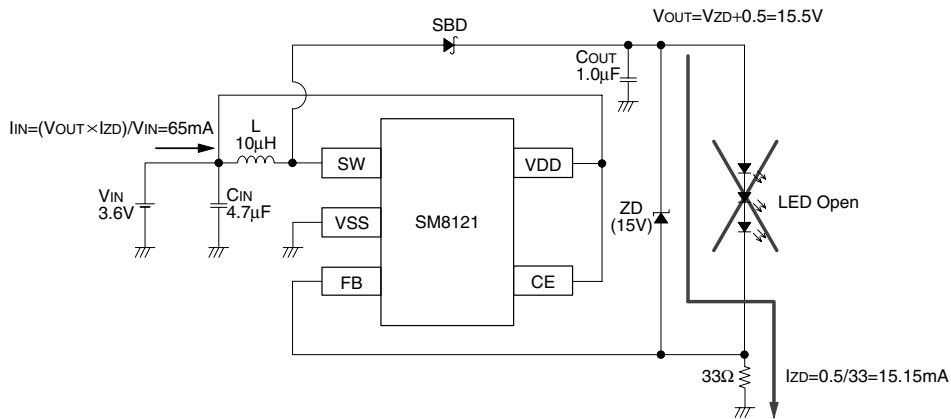 VOUT=VZD+0.5=15.5V
SBD
COUT
1.0µF
IIN=(VOUT×IZD)/VIN=65mA
L
10µH
SW
VDD
VIN
3.6V
CIN
4.7µF
VSS
SM8121
ZD
(15V)
LED Open
FB
CE
33Ω
IZD=0.5/33=15.15mA